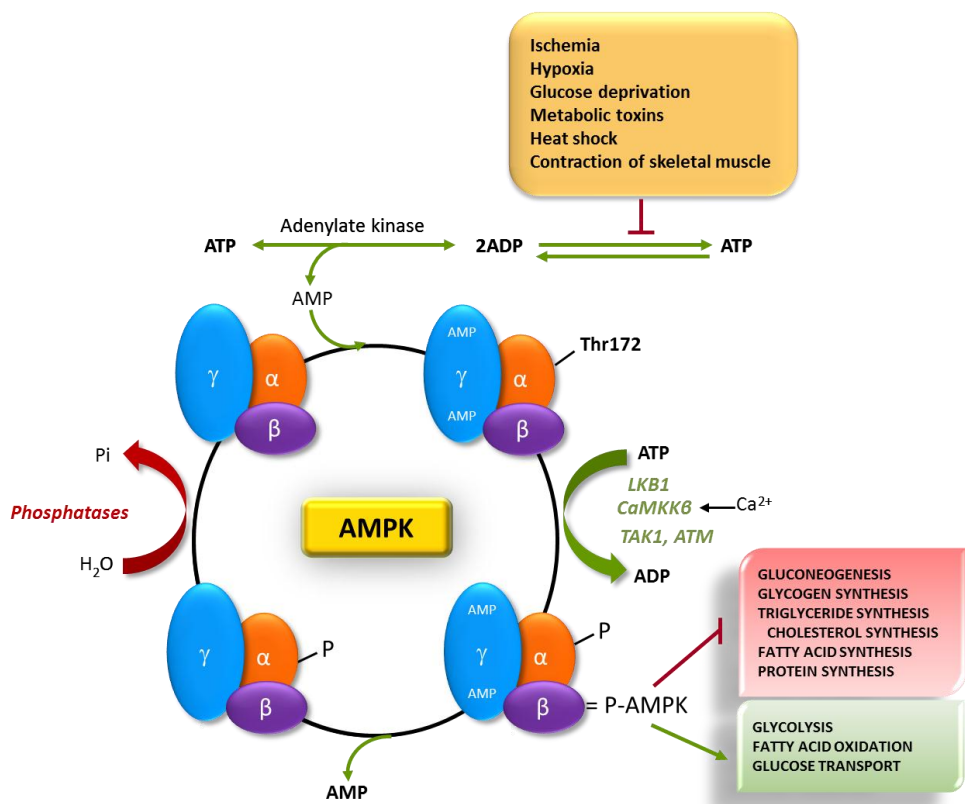 Ischemia
Hypoxia
Glucose deprivation
Metabolic toxins
Heat shock
Contraction of skeletal muscle
Adenylate kinase
ATP
2ADP
ATP
AMP
γ
α
β
AMP
γ
AMP
α
β
Thr172
Pi
Phosphatases
H₂O
AMPK
ATP
LKB1
CaMKKβ
Ca²⁺
TAK1, ATM
ADP
γ
α
β
P
AMP
γ
AMP
α
β
P
= P-AMPK
AMP
GLUCONEOGENESIS
GLYCOGEN SYNTHESIS
TRIGLYCERIDE SYNTHESIS
CHOLESTEROL SYNTHESIS
FATTY ACID SYNTHESIS
PROTEIN SYNTHESIS
GLYCOLYSIS
FATTY ACID OXIDATION
GLUCOSE TRANSPORT